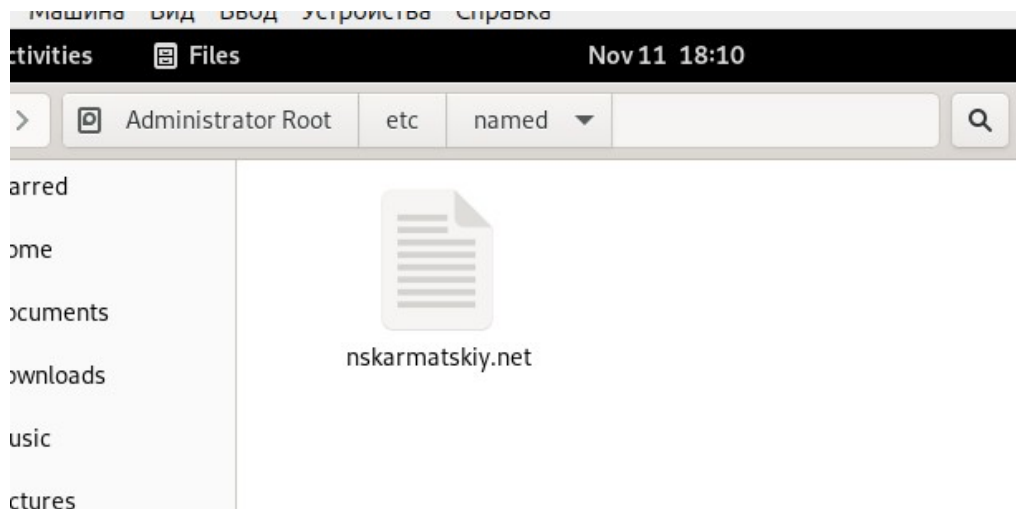 Машина Вид Ввод Устройства Справка
ctivities Files Nov 11 18:10
Administrator Root etc named
arred
ome
ocuments
ownloads
usic
ctures
nskarmatskiy.net